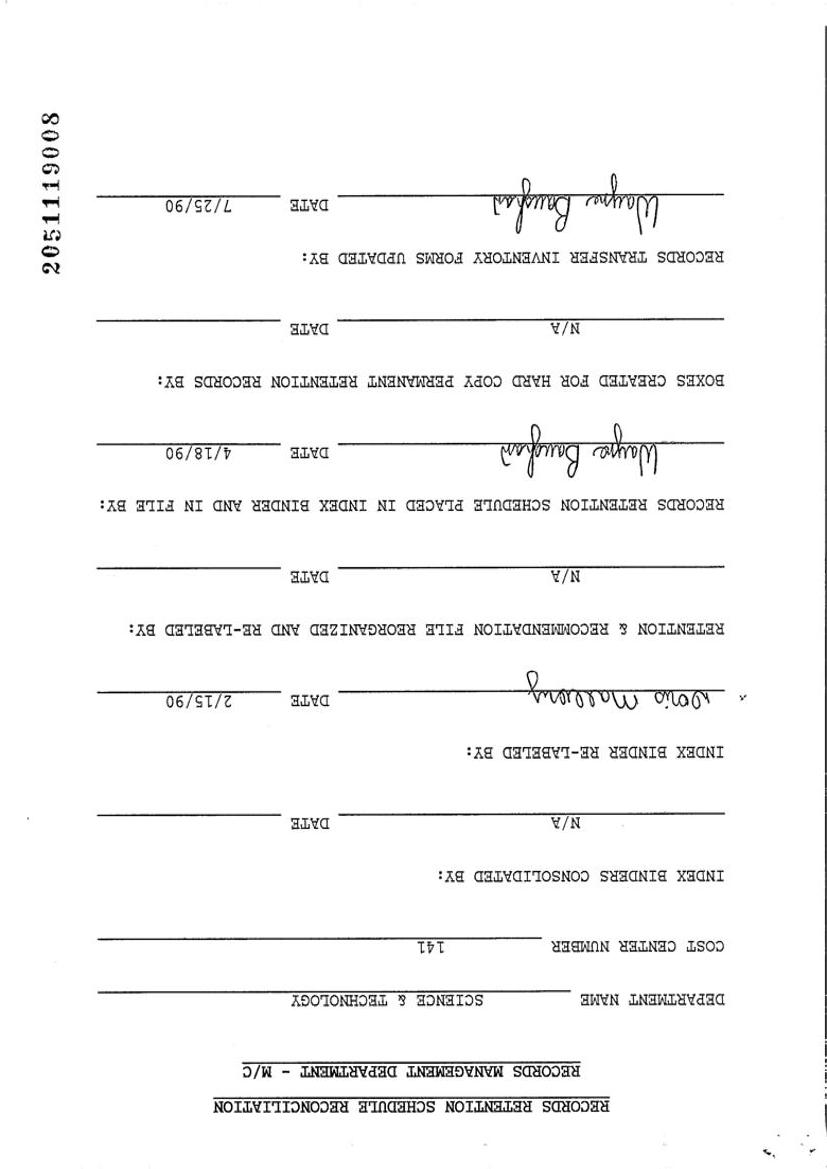 RECORDS RETENTION SCHEDULE RECONCILIATION
RECORDS MANAGEMENT DEPARTMENT - M/C
DEPARTMENT NAME SCIENCE & TECHNOLOGY
COST CENTER NUMBER 141
INDEX BINDERS CONSOLIDATED BY:
N/A DATE
INDEX BINDER RE-LABELED BY:
DATE 2/15/90
RETENTION & RECOMMENDATION FILE REORGANIZED AND RE-LABELED BY:
N/A DATE
RECORDS RETENTION SCHEDULE PLACED IN INDEX BINDER AND IN FILE BY:
Wayne Baughan DATE 4/18/90
BOXES CREATED FOR HARD COPY PERMANENT RETENTION RECORDS BY:
N/A DATE
RECORDS TRANSFER INVENTORY FORMS UPDATED BY:
Wayne Baughan DATE 7/25/90
2051119008